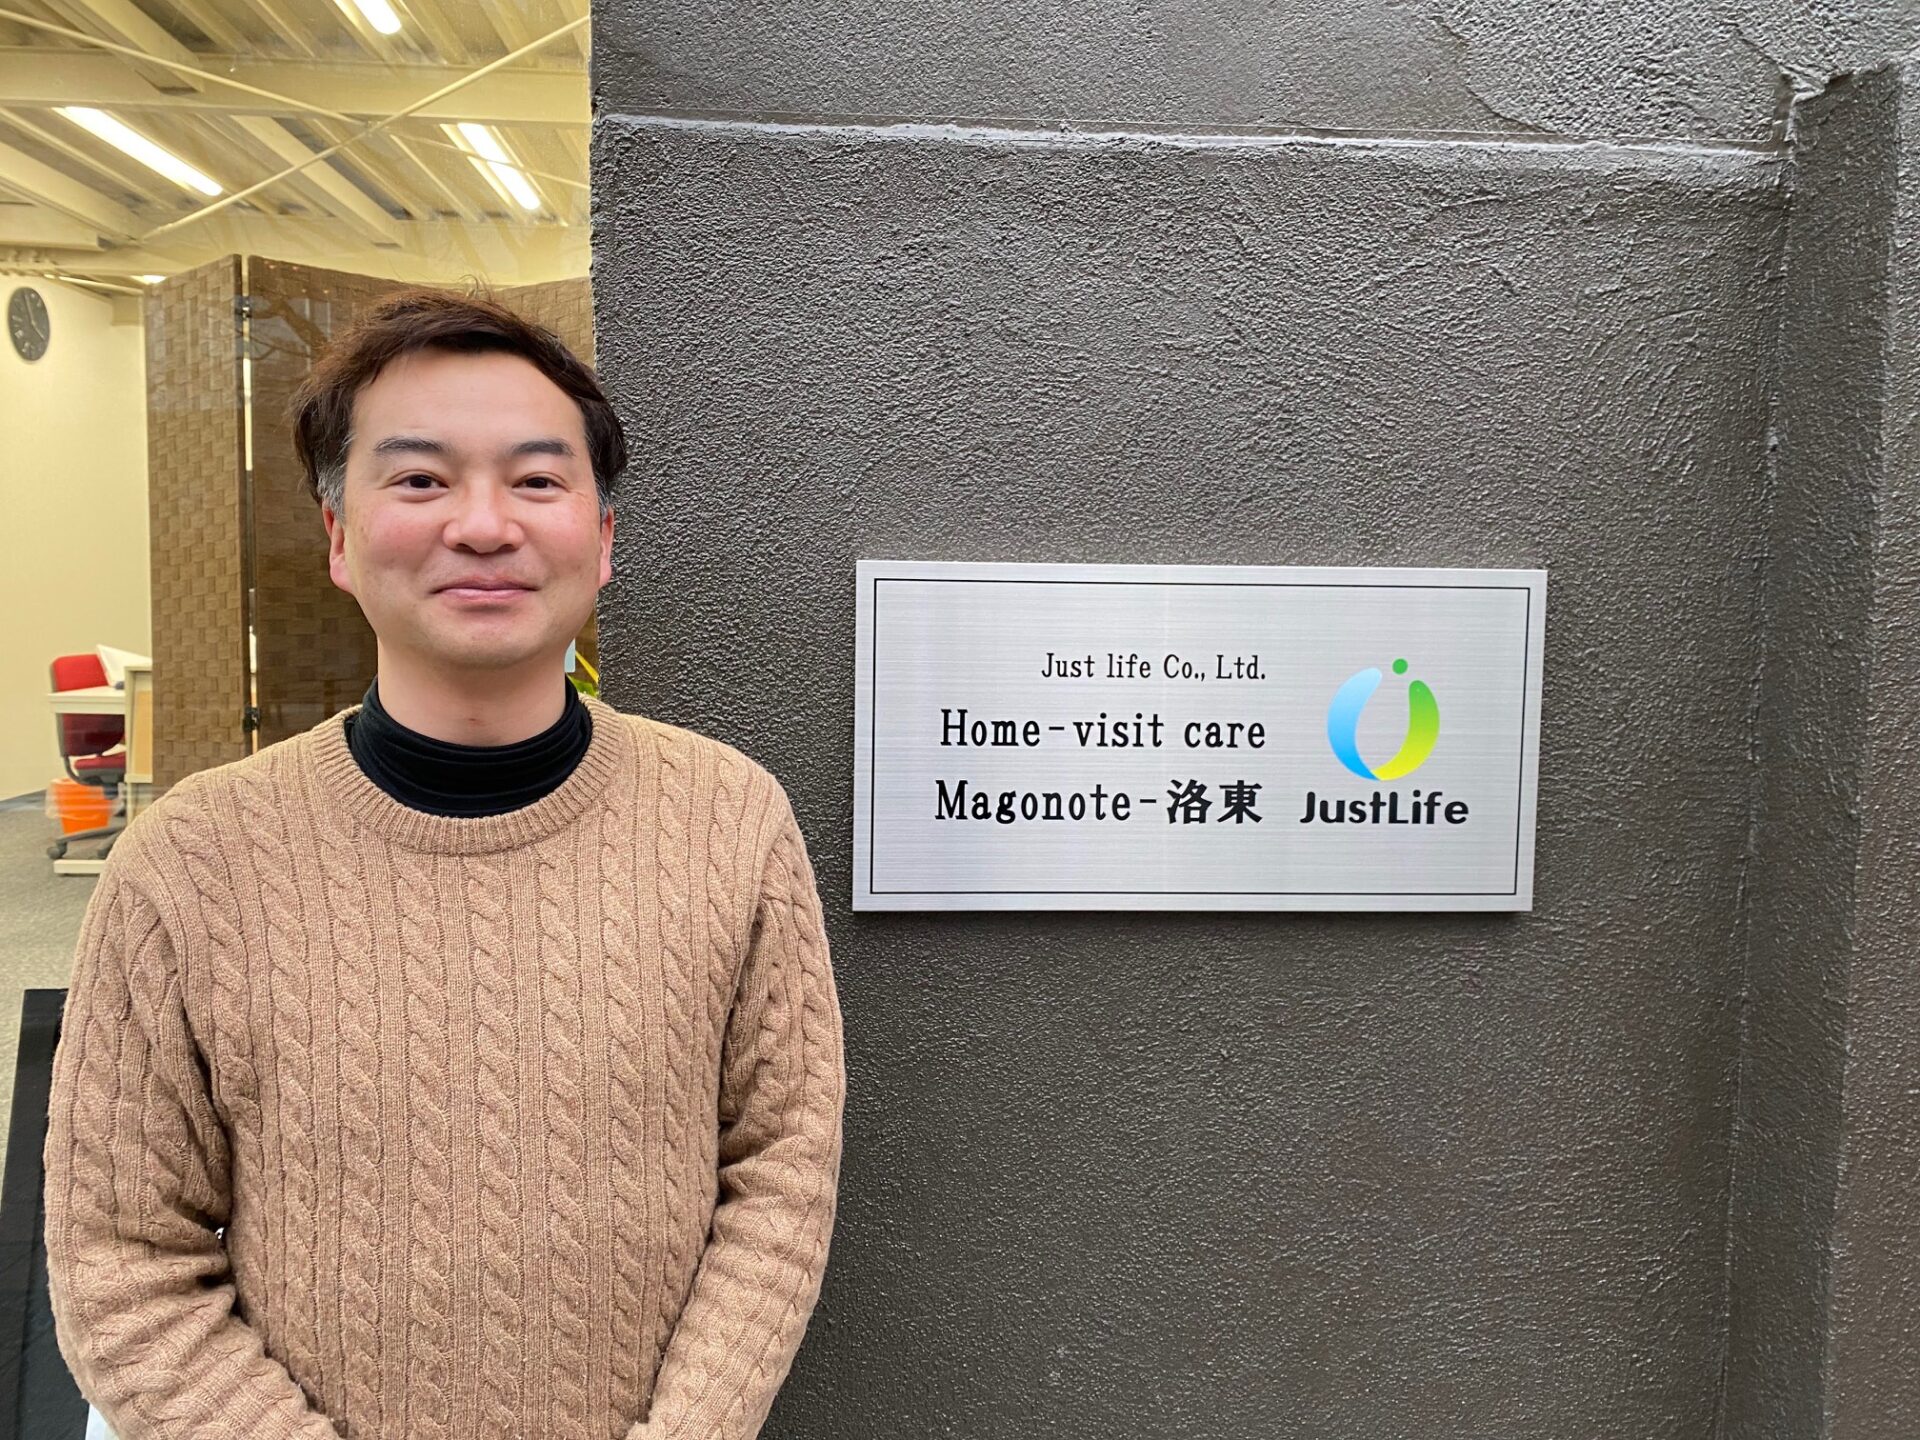 Just life Co., Ltd.
Home-visit care
Magonote-洛東
JustLife